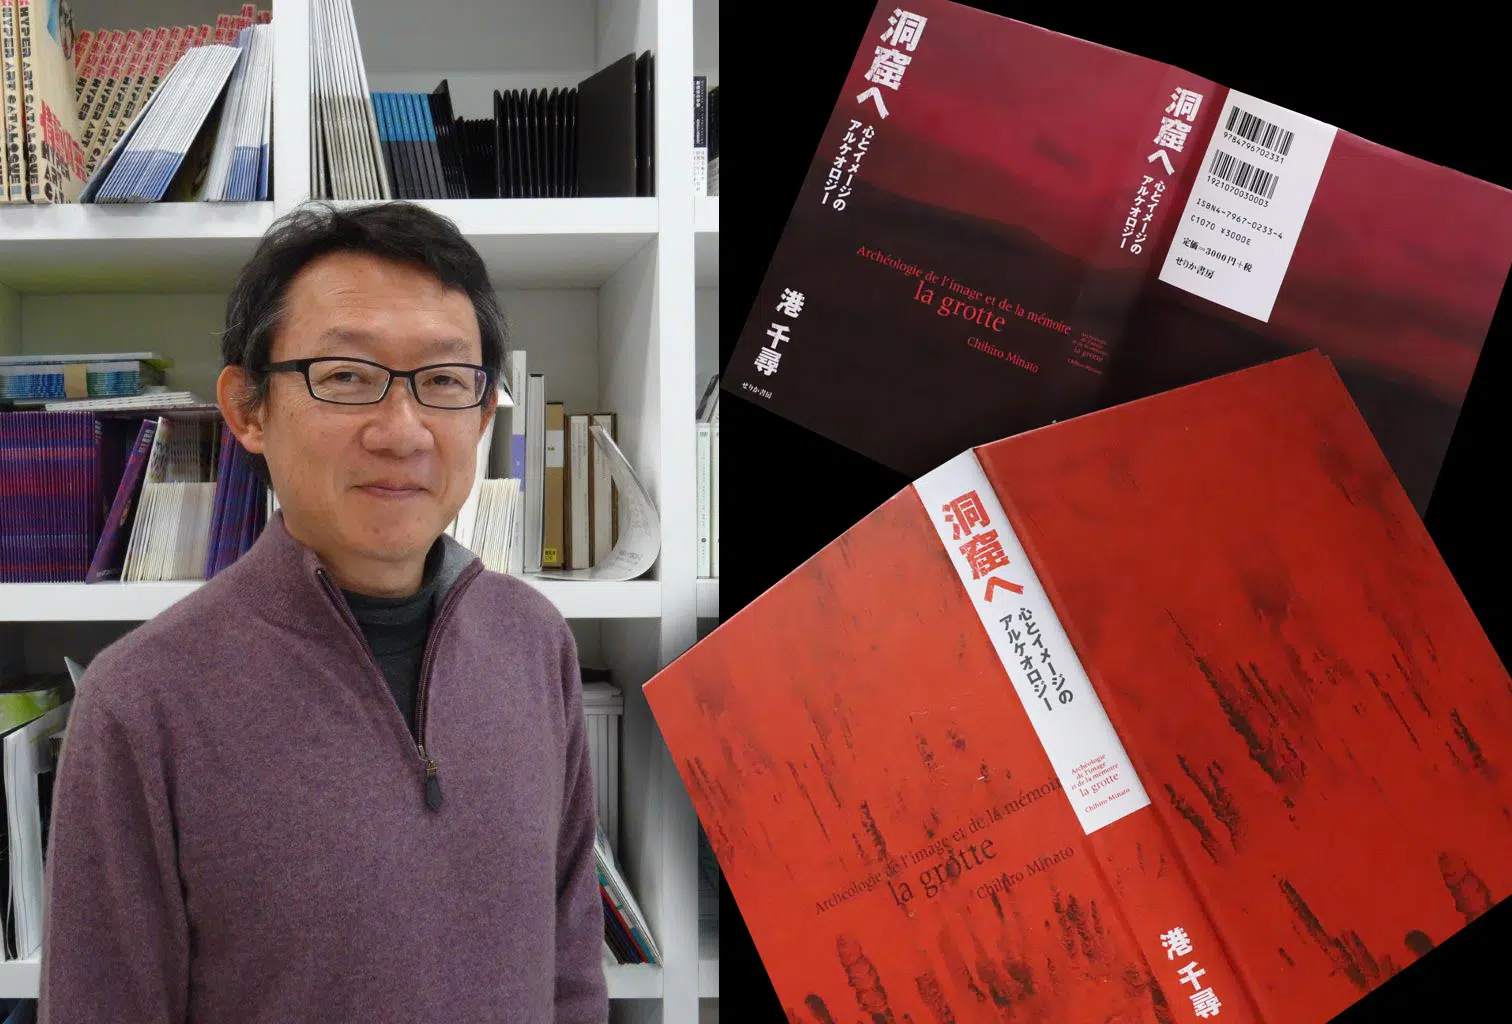 HYPER ART CATALOGUE
洞窟へ
心とイメージの
アルケオロジー
港 千尋
せりか書房
Archéologie de l'image et de la mémoire
la grotte
Chihiro Minato
洞窟へ
心とイメージの
アルケオロジー
Archéologie
de l'image
et de la mémoire
la grotte
Chihiro Minato
9784796702331
1921070030003
ISBN4-7967-0233-4
C1070 ¥3000E
定価=3000円+税
せりか書房
洞窟へ
心とイメージの
アルケオロジー
Archéologie
de l'image
et de la mémoire
la grotte
Chihiro Minato
港 千尋
Archéologie de l'image et de la mémoir
la grotte
Chihiro Minato